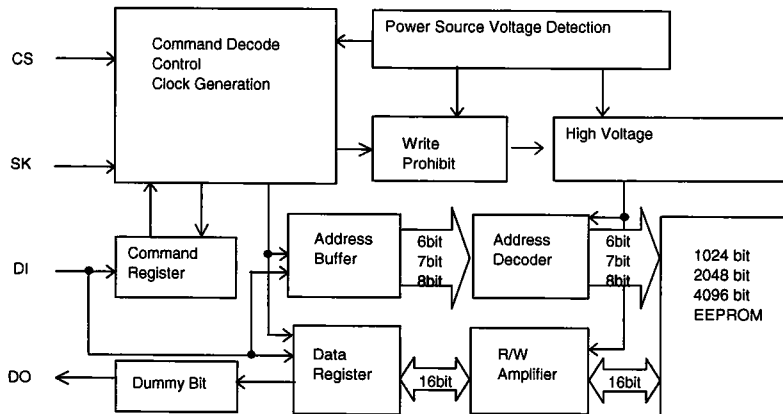 CS
Command Decode
Control
Clock Generation
Power Source Voltage Detection
SK
Write
Prohibit
High Voltage
DI
Command
Register
Address
Buffer
6bit
7bit
8bit
Address
Decoder
6bit
7bit
8bit
1024 bit
2048 bit
4096 bit
EEPROM
DO
Dummy Bit
Data
Register
16bit
R/W
Amplifier
16bit